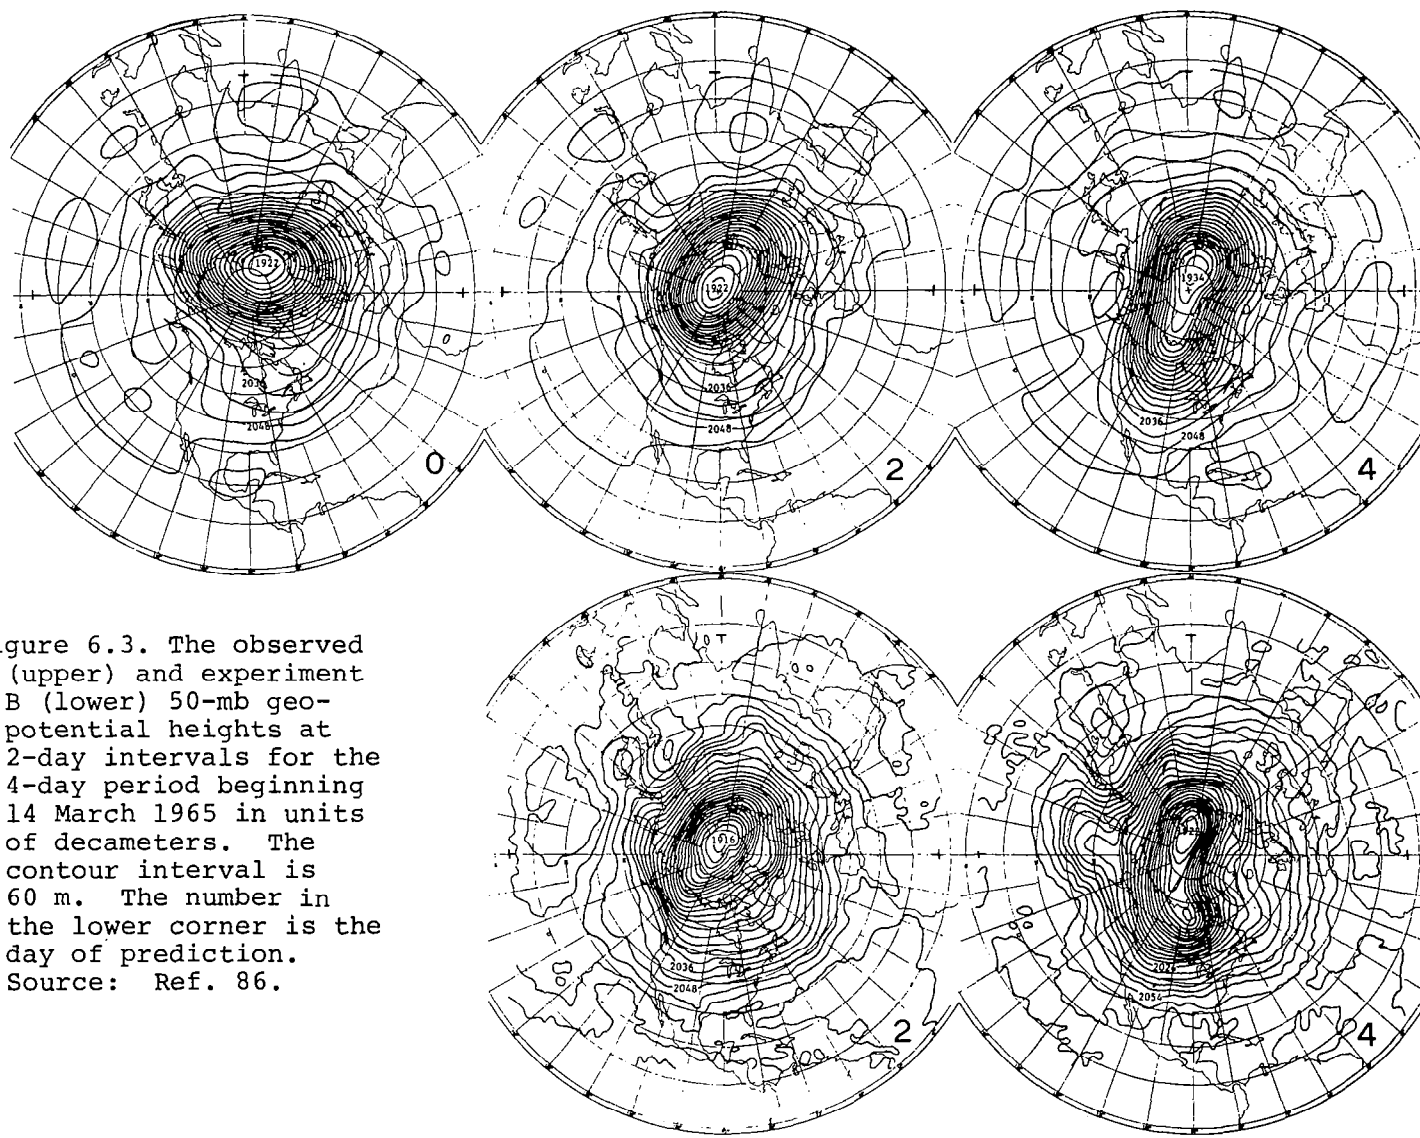 1922
2036
2048
0
1922
2036
2048
2
1934
2036
2048
4
gure 6.3. The observed
(upper) and experiment
B (lower) 50-mb geo-
potential heights at
2-day intervals for the
4-day period beginning
14 March 1965 in units
of decameters. The
contour interval is
60 m. The number in
the lower corner is the
day of prediction.
Source: Ref. 86.
1916
2036
2048
2
2054
4